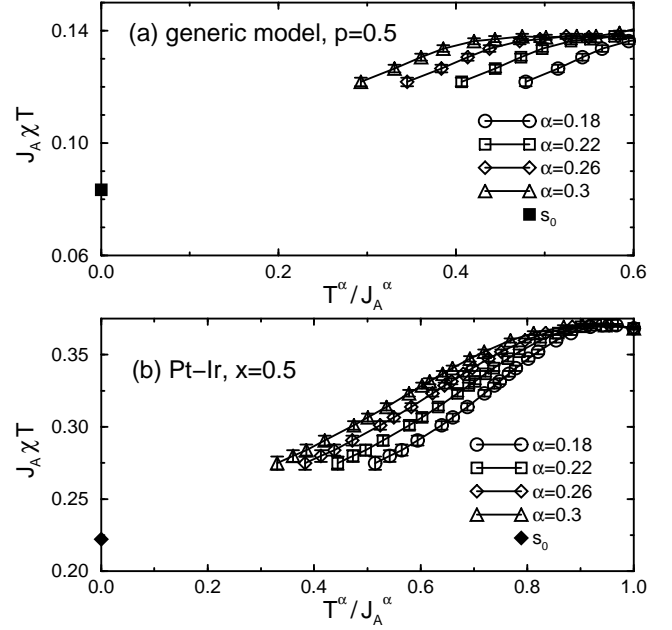 0.14
(a) generic model, p=0.5
J_A χT
0.10
0.06
α=0.18
α=0.22
α=0.26
α=0.3
s_0
0.0 0.2 0.4 0.6
T^α/J_A^α
0.35
(b) Pt−Ir, x=0.5
J_A χT
0.30
0.25
0.20
α=0.18
α=0.22
α=0.26
α=0.3
s_0
0.0 0.2 0.4 0.6 0.8 1.0
T^α/J_A^α